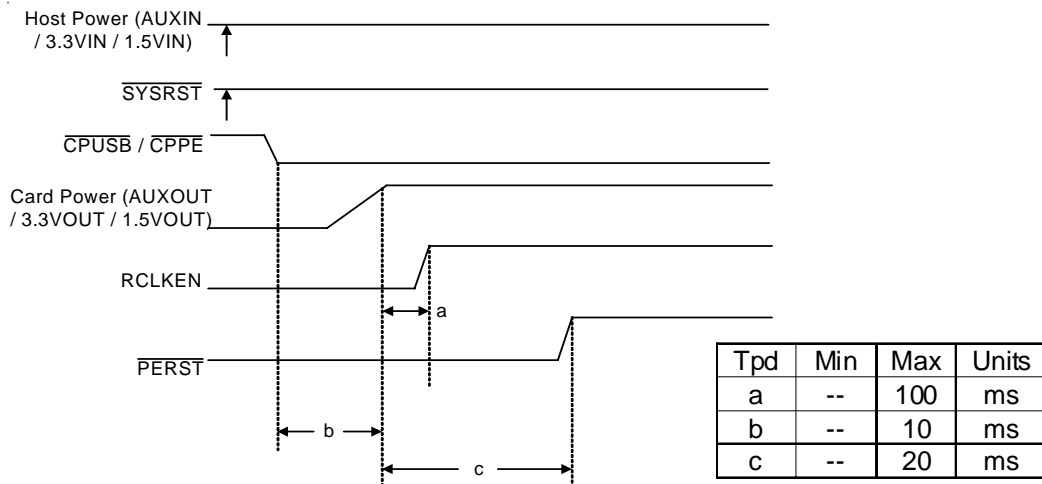 Host Power (AUXIN
/ 3.3VIN / 1.5VIN)
SYSRST
CPUSB / CPPE
Card Power (AUXOUT
/ 3.3VOUT / 1.5VOUT)
RCLKEN
a
PERST
b
c
Tpd Min Max Units
a -- 100 ms
b -- 10 ms
c -- 20 ms